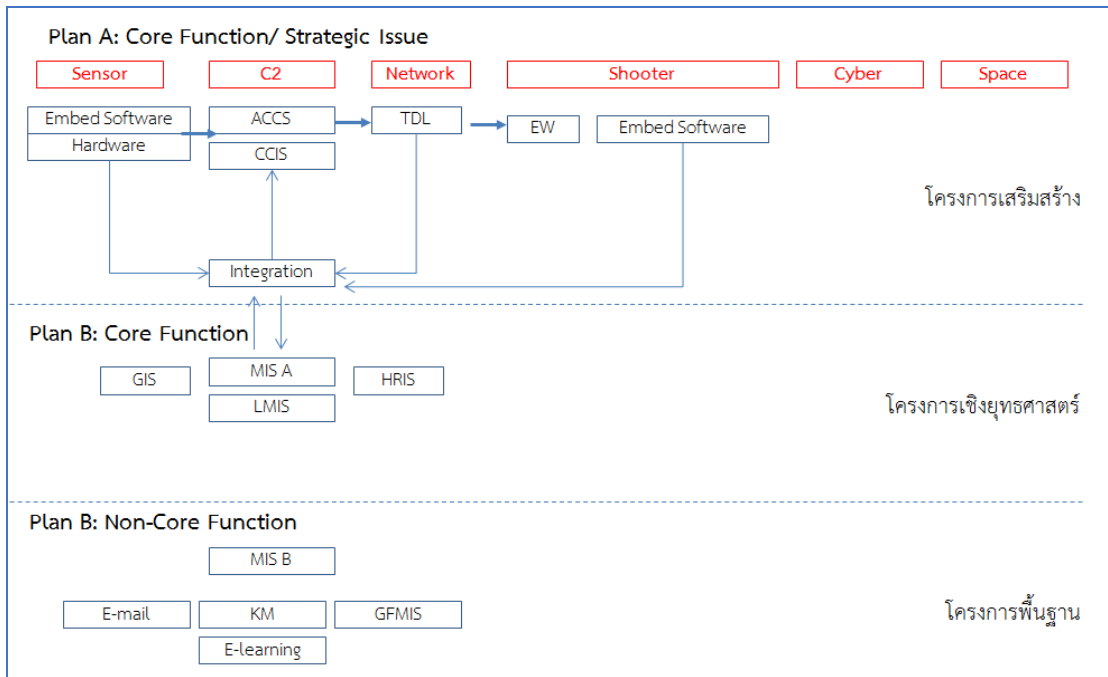 Plan A: Core Function/ Strategic Issue
Sensor
C2
Network
Shooter
Cyber
Space
Embed Software
Hardware
ACCS
CCIS
TDL
EW
Embed Software
โครงการเสริมสร้าง
Integration
Plan B: Core Function
GIS
MIS A
LMIS
HRIS
โครงการเชิงยุทธศาสตร์
Plan B: Non-Core Function
MIS B
E-mail
KM
GFMIS
E-learning
โครงการพื้นฐาน